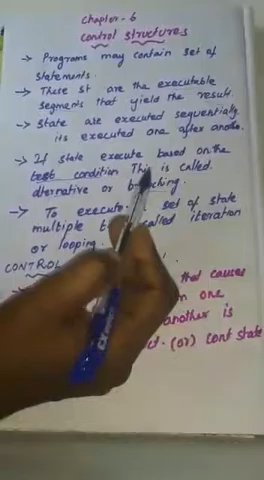 Chapter - 6
Control structures
→ Programs may contain set of
statements.
→ These St are the executable
segments that yield the result.
→ State are executed sequentially
its executed one after another.
→ If state execute based on the
test condition This is called
alternative or
→ To execute set of state
multiple called iteration
or looping.
CONTROL
that causes
one
another is
(or) Cont state